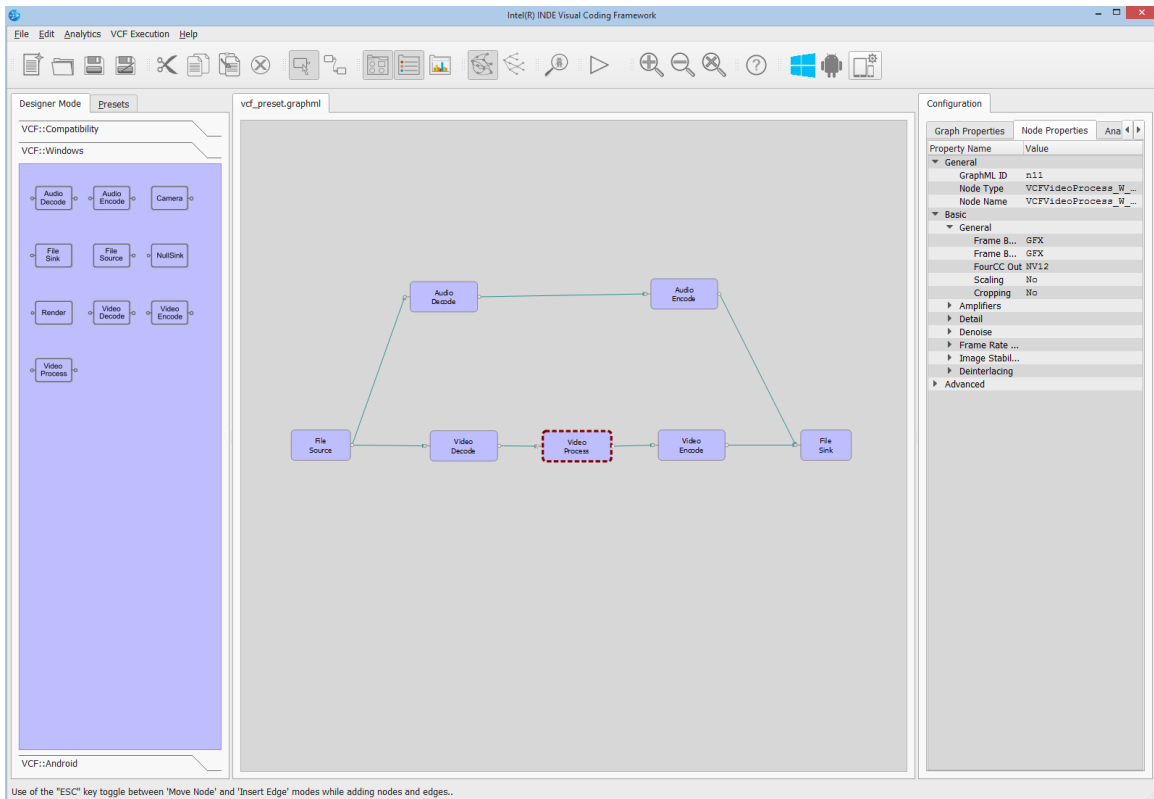 Intel(R) INDE Visual Coding Framework
File Edit Analytics VCF Execution Help
Designer Mode Presets
vcf_preset.graphml
Configuration
VCF::Compatibility
VCF::Windows
Audio Decode
Audio Encode
Camera
File Sink
File Source
NullSink
Render
Video Decode
Video Encode
Video Process
VCF::Android
Audio Decode
Audio Encode
File Source
Video Decode
Video Process
Video Encode
File Sink
Graph Properties Node Properties Ana
Property Name Value
General
GraphML ID n11
Node Type VCFVideoProcess_W_...
Node Name VCFVideoProcess_W_...
Basic
General
Frame B... GFX
Frame B... GFX
FourCC Out NV12
Scaling No
Cropping No
Amplifiers
Detail
Denoise
Frame Rate ...
Image Stabil...
Deinterlacing
Advanced
Use of the "ESC" key toggle between 'Move Node' and 'Insert Edge' modes while adding nodes and edges..